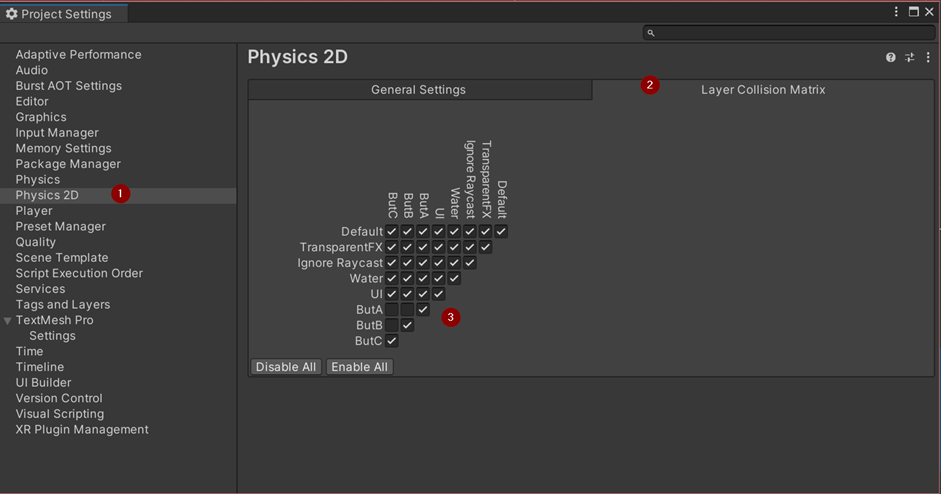 Project Settings
Adaptive Performance
Audio
Burst AOT Settings
Editor
Graphics
Input Manager
Memory Settings
Package Manager
Physics
Physics 2D
1
Player
Preset Manager
Quality
Scene Template
Script Execution Order
Services
Tags and Layers
TextMesh Pro
Settings
Time
Timeline
UI Builder
Version Control
Visual Scripting
XR Plugin Management
Physics 2D
General Settings
2
Layer Collision Matrix
ButC
ButB
ButA
UI
Water
Ignore Raycast
TransparentFX
Default
Default
TransparentFX
Ignore Raycast
Water
UI
ButA
3
ButB
ButC
Disable All
Enable All